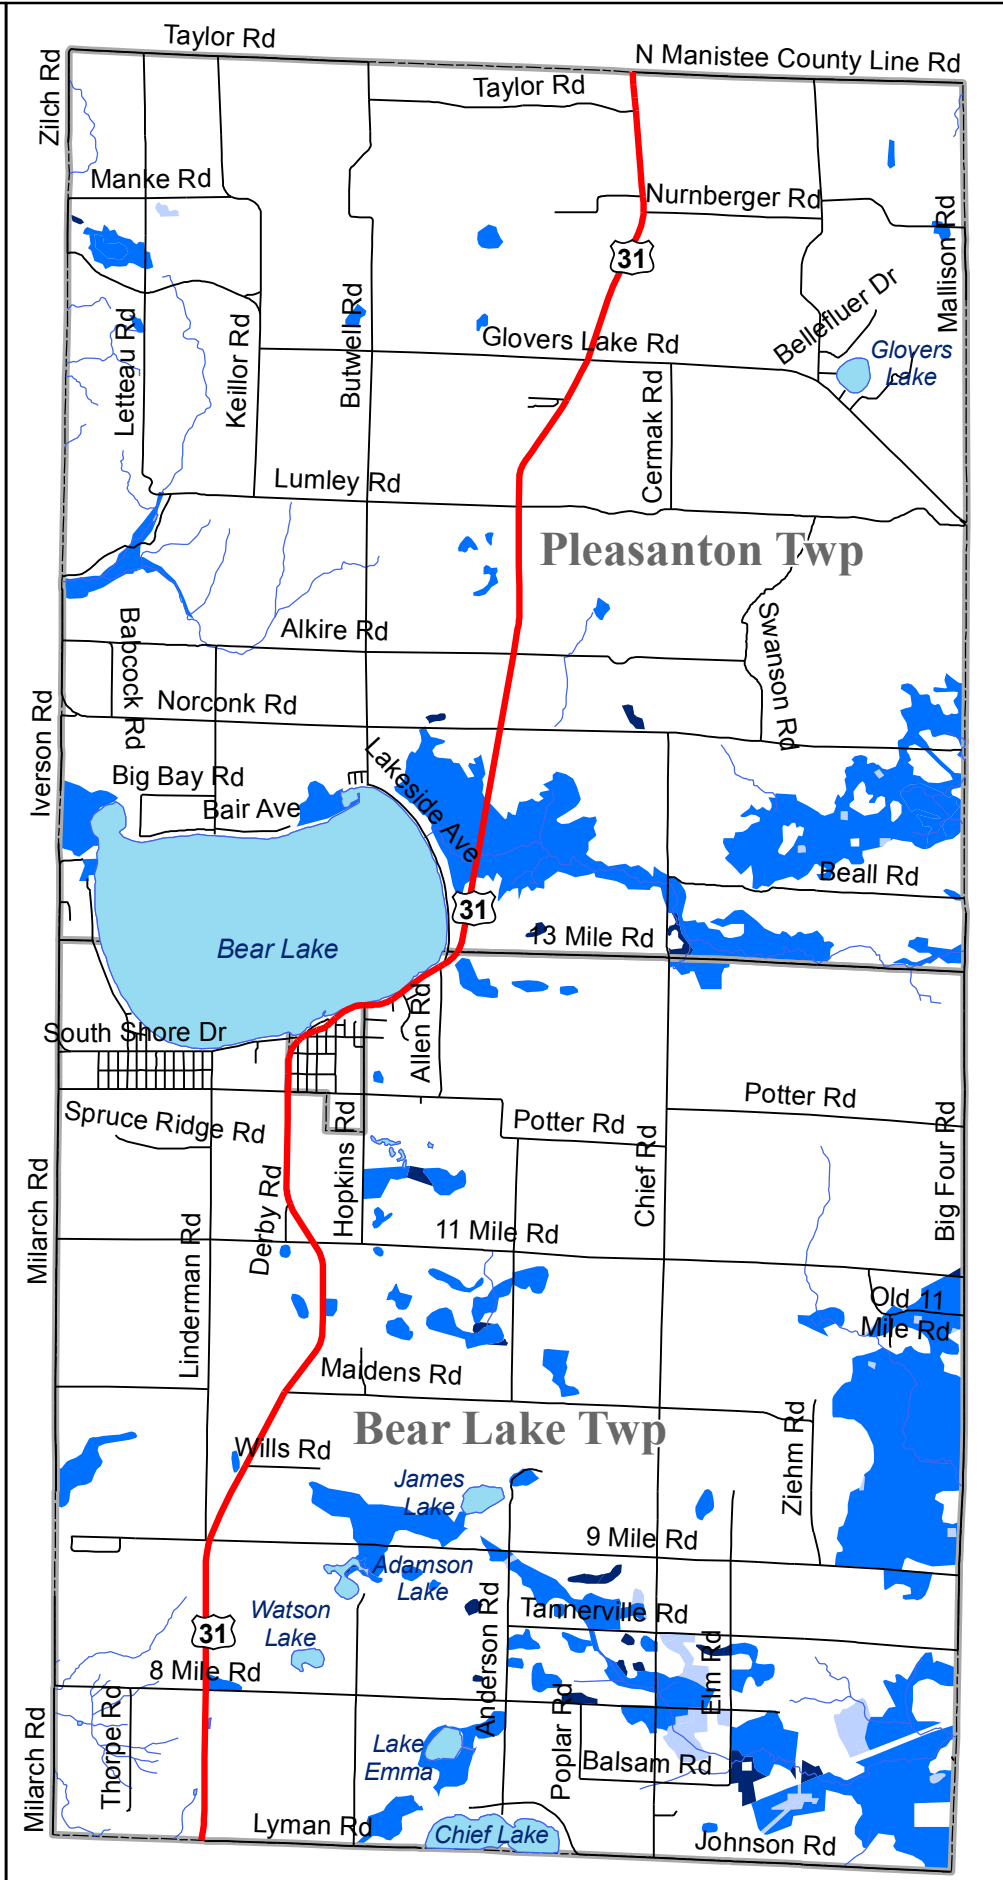 Taylor Rd
N Manistee County Line Rd
Zilch Rd
Taylor Rd
Manke Rd
Nurnberger Rd
31
Mallison Rd
Bellefluer Dr
Letteau Rd
Keillor Rd
Butwell Rd
Glovers Lake Rd
Glovers
Lake
Cermak Rd
Lumley Rd
Pleasanton Twp
Babcock Rd
Alkire Rd
Swanson Rd
Norconk Rd
Iverson Rd
Lakeside Ave
Big Bay Rd
Bair Ave
Beall Rd
31
13 Mile Rd
Bear Lake
South Shore Dr
Allen Rd
Spruce Ridge Rd
Potter Rd
Potter Rd
Hopkins Rd
Chief Rd
Big Four Rd
Milarch Rd
Derby Rd
11 Mile Rd
Linderman Rd
Old 11
Mile Rd
Maidens Rd
Bear Lake Twp
Wills Rd
Ziehm Rd
James
Lake
9 Mile Rd
Adamson
Lake
Watson
Lake
31
Anderson Rd
Tannerville Rd
8 Mile Rd
Elm Rd
Thorpe Rd
Poplar Rd
Milarch Rd
Lake
Emma
Balsam Rd
Lyman Rd
Chief Lake
Johnson Rd